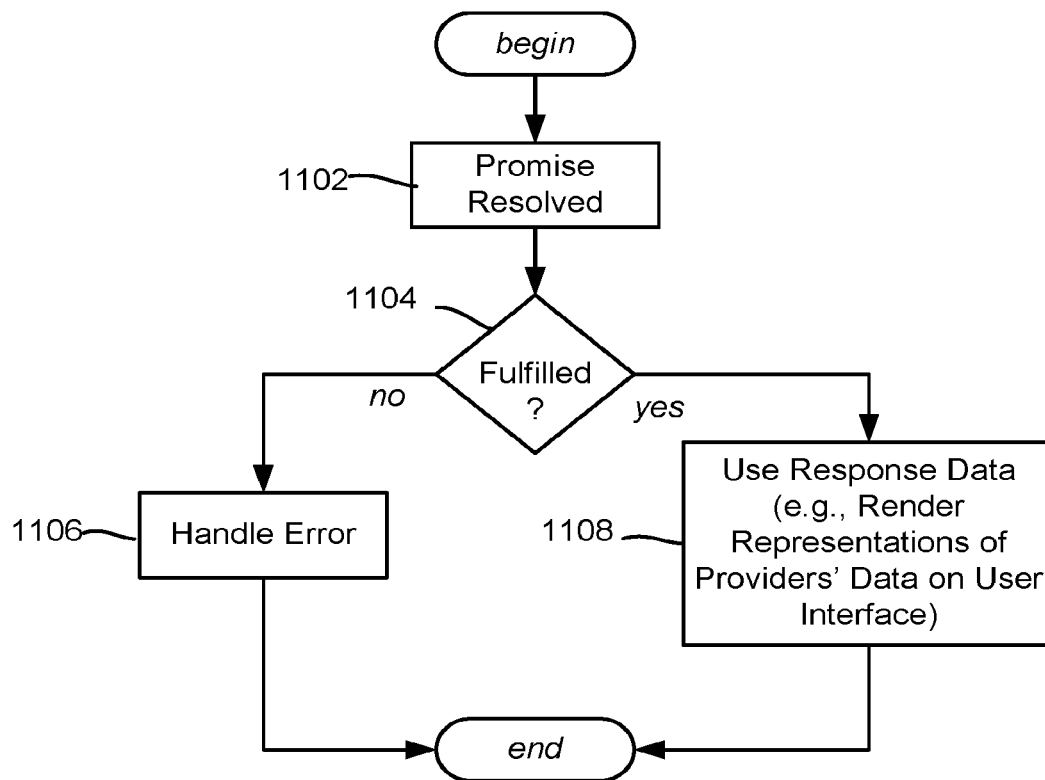 begin
1102
Promise
Resolved
1104
Fulfilled
?
no
yes
1106
Handle Error
1108
Use Response Data
(e.g., Render
Representations of
Providers’ Data on User
Interface)
end